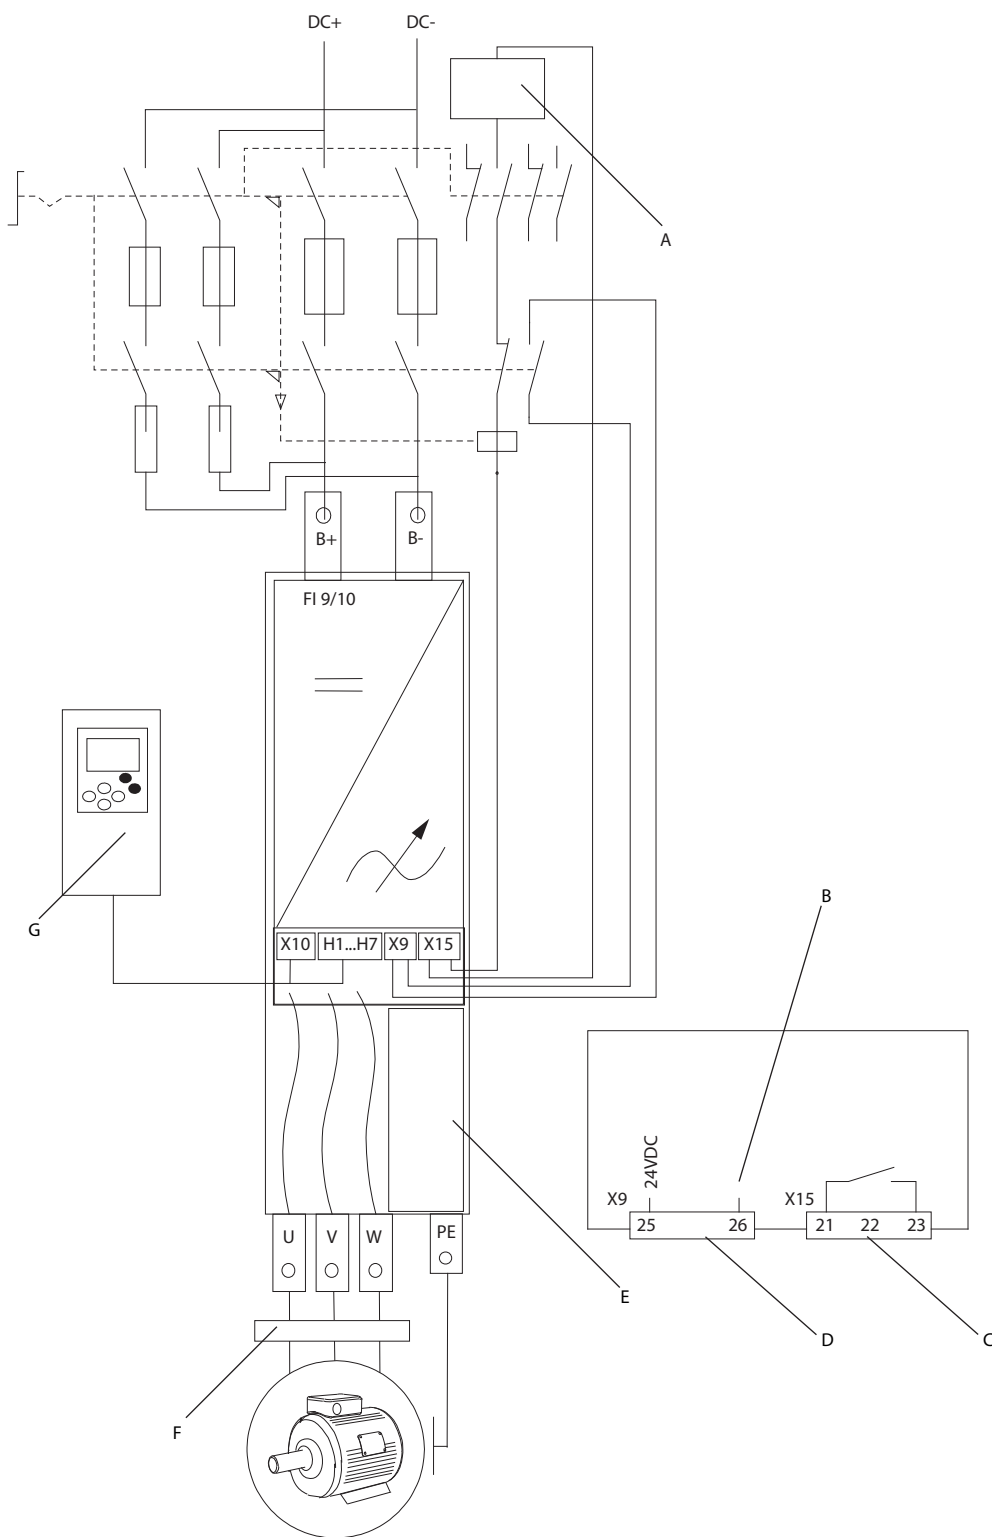 DC+ DC-
A
B+ B-
FI 9/10
G
B
X10 H1...H7 X9 X15
24VDC
X9 X15
25 26 21 22 23
U V W PE
E
D C
F